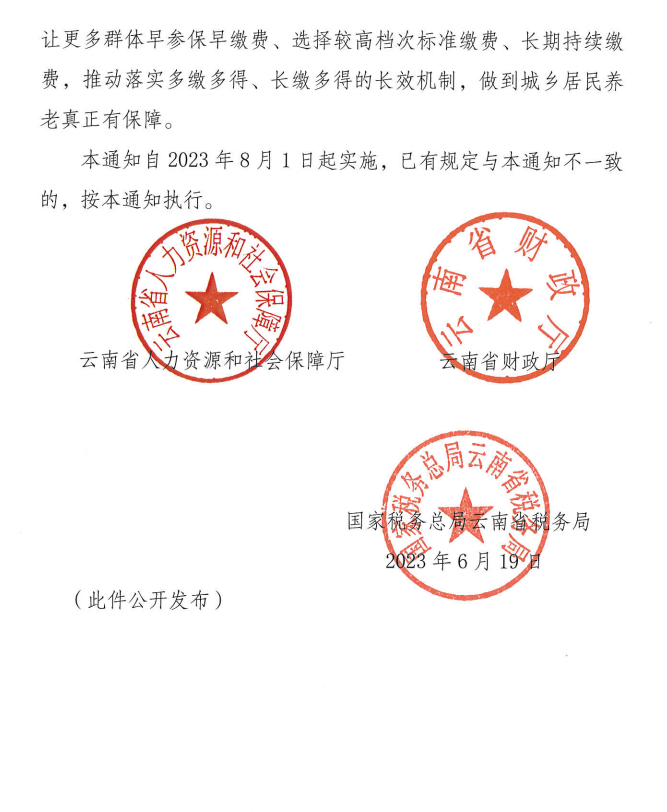 让更多群体早参保早缴费、选择较高档次标准缴费、长期持续缴
费，推动落实多缴多得、长缴多得的长效机制，做到城乡居民养
老真正有保障。
本通知自 2023 年 8 月 1 日起实施，已有规定与本通知不一致
的，按本通知执行。
云南省人力资源和社会保障厅
云南省财政厅
云南省人力资源和社会保障厅 云南省财政厅
国家税务总局云南省税务局
国家税务总局云南省税务局
2023 年 6 月 19 日
（此件公开发布）